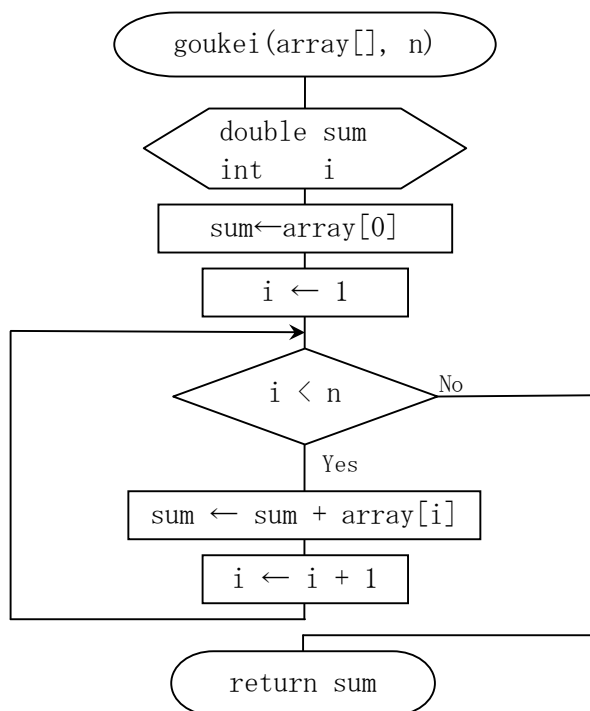 goukei(array[], n)
double sum
int i
sum←array[0]
i ← 1
i < n
No
Yes
sum ← sum + array[i]
i ← i + 1
return sum